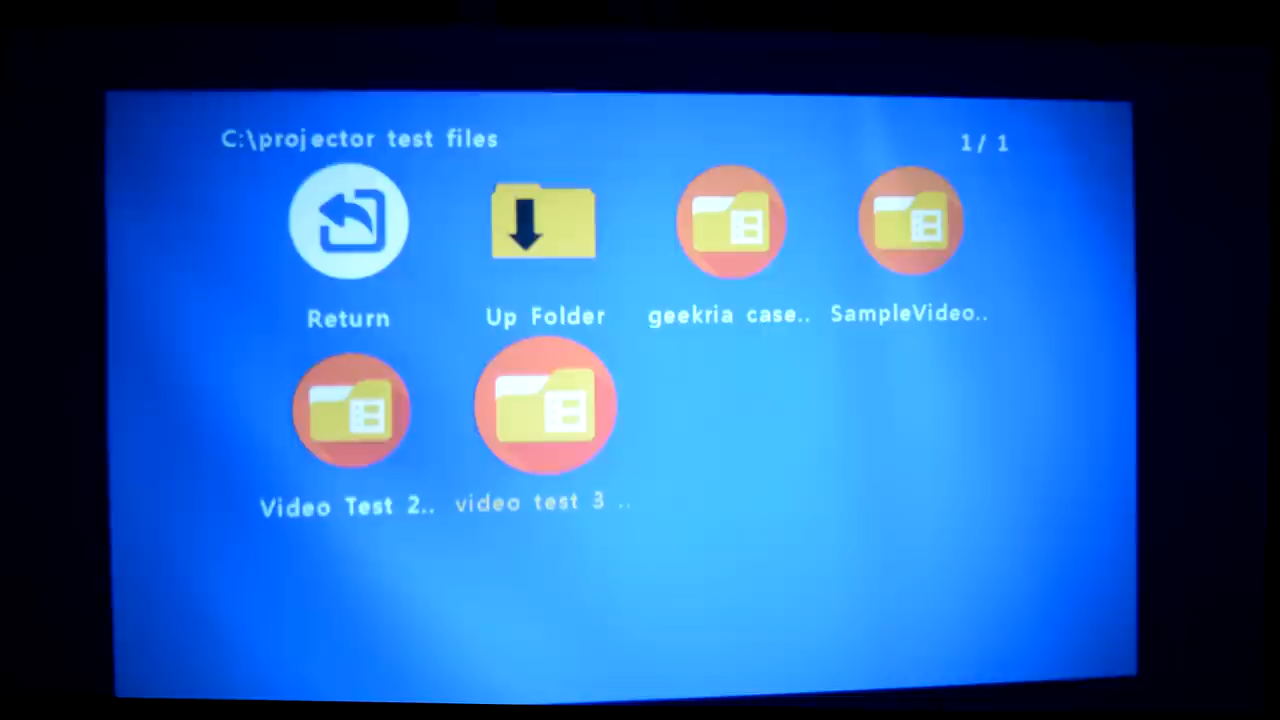 C:\projector test files
1/ 1
Return
Up Folder
geekria case..
SampleVideo..
Video Test 2..
video test 3 ..